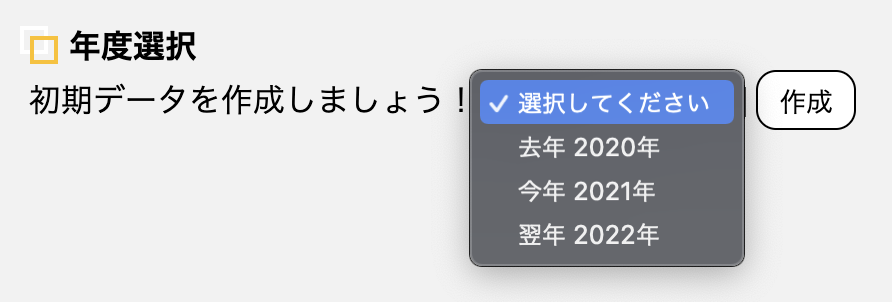 年度選択
初期データを作成しましょう！
選択してください
去年 2020年
今年 2021年
翌年 2022年
作成